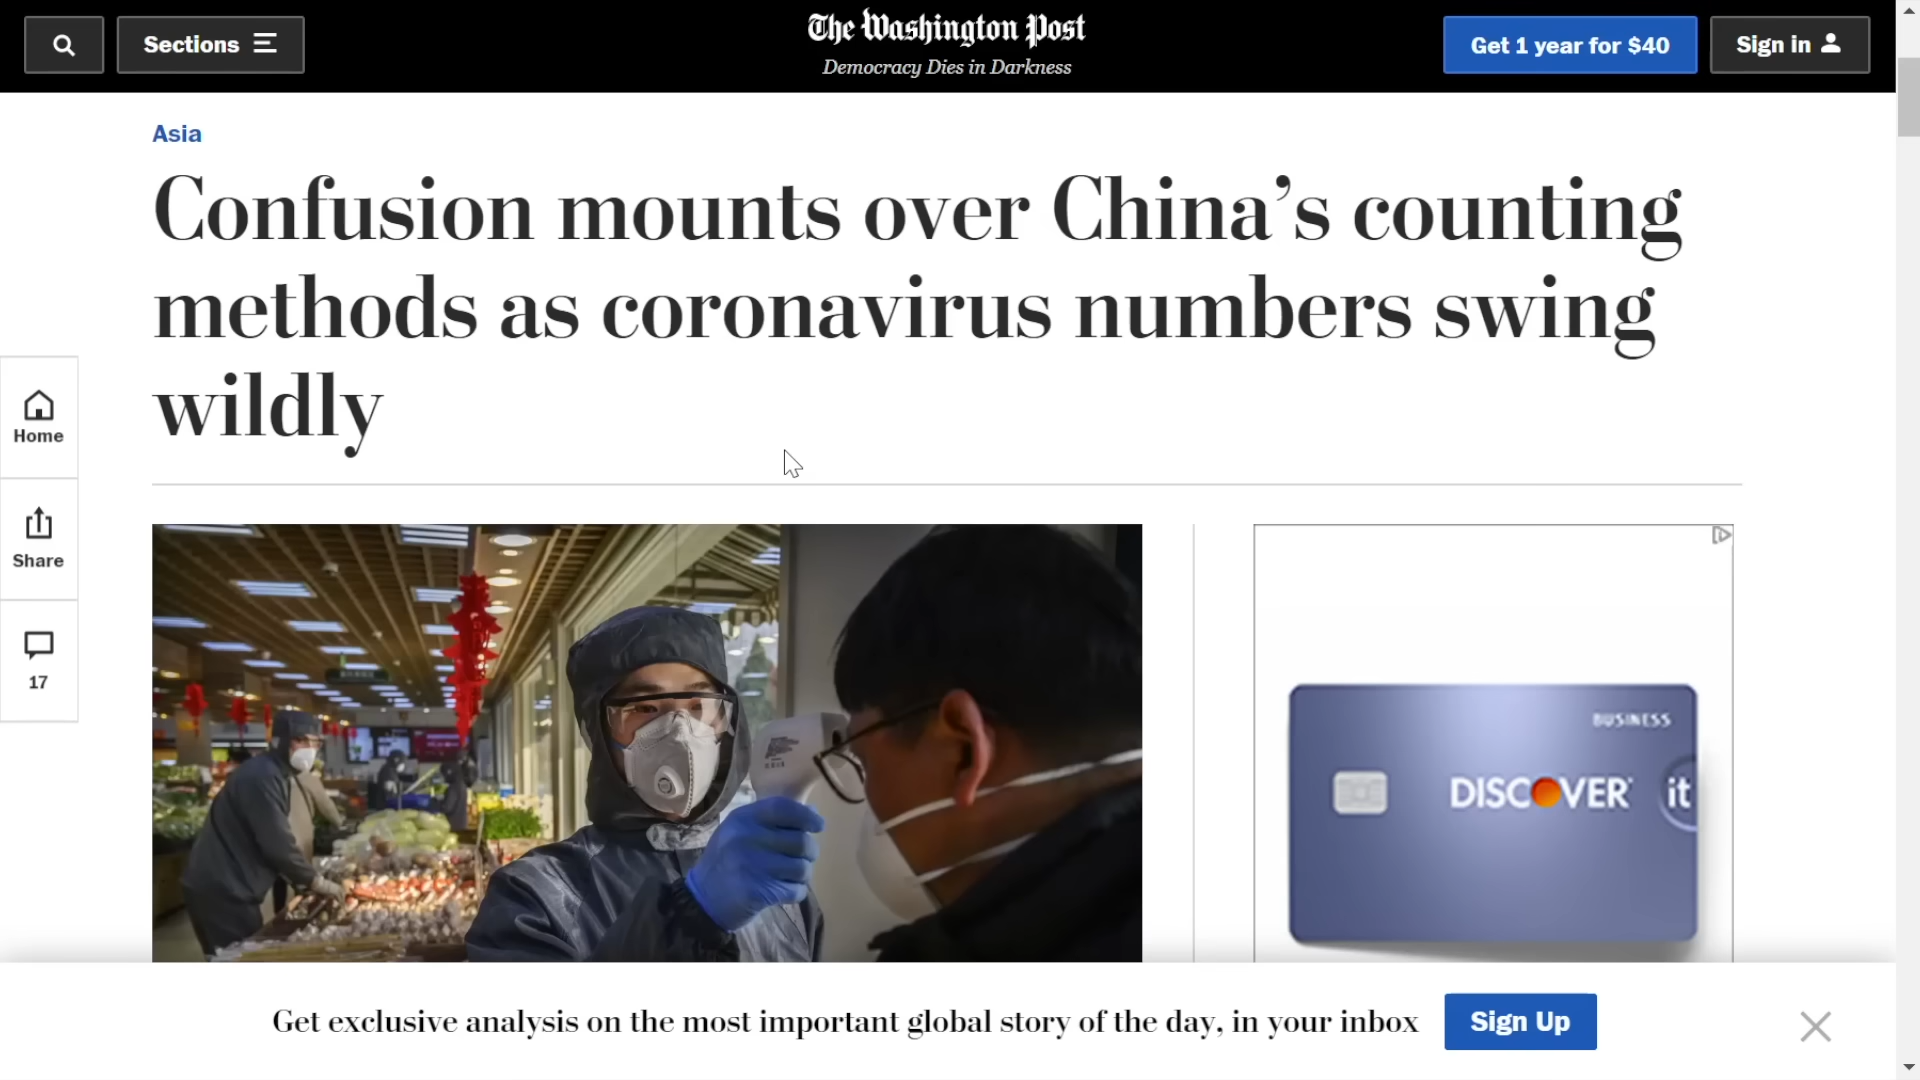 Sections
The Washington Post
Democracy Dies in Darkness
Get 1 year for $40
Sign in
Asia
Confusion mounts over China's counting
methods as coronavirus numbers swing
wildly
Home
Share
17
BUSINESS
DISCOVER it
Get exclusive analysis on the most important global story of the day, in your inbox
Sign Up